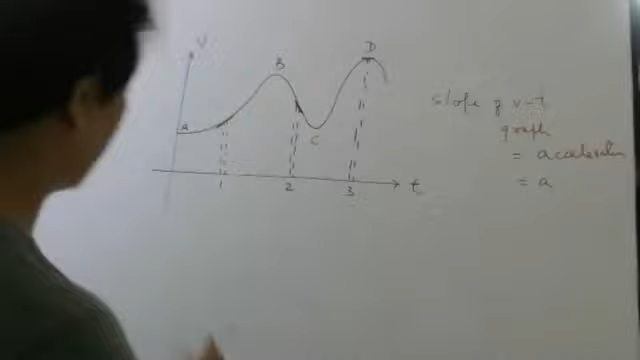 V
B
D
A
C
1
2
3
t
slope of v-t
graph
= acceleration
= a